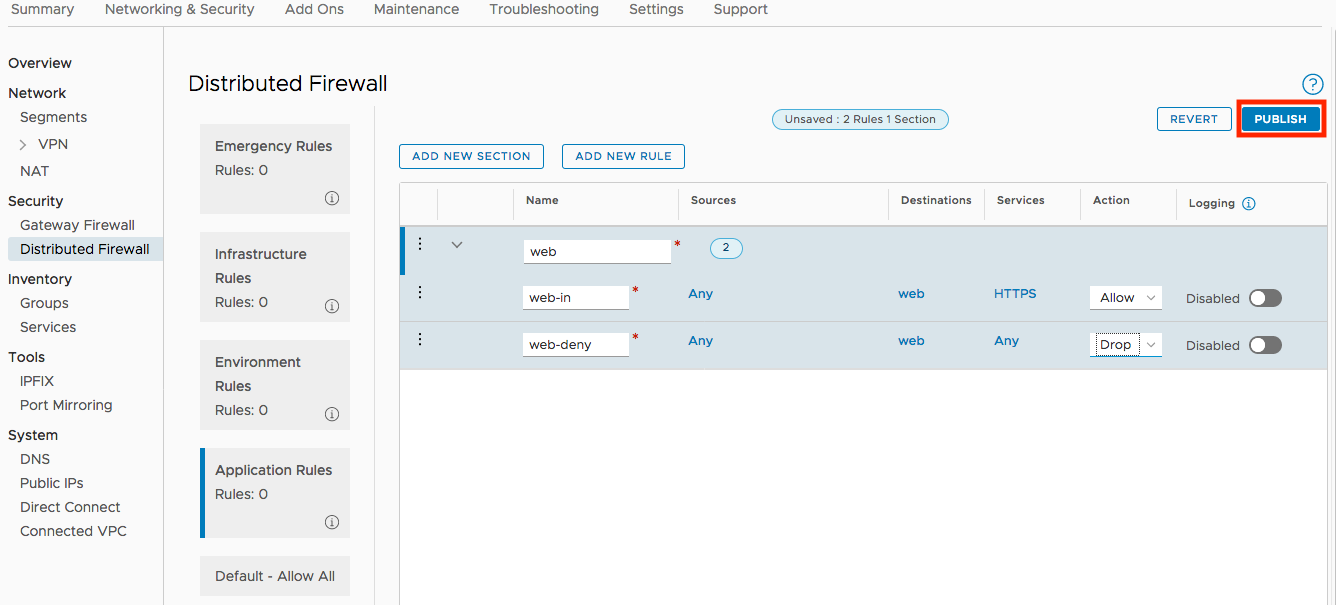 Summary Networking & Security Add Ons Maintenance Troubleshooting Settings Support
Overview
Network
Segments
VPN
NAT
Security
Gateway Firewall
Distributed Firewall
Inventory
Groups
Services
Tools
IPFIX
Port Mirroring
System
DNS
Public IPs
Direct Connect
Connected VPC
Distributed Firewall
?
Unsaved : 2 Rules 1 Section
REVERT
PUBLISH
Emergency Rules
Rules: 0
Infrastructure
Rules
Rules: 0
Environment
Rules
Rules: 0
Application Rules
Rules: 0
Default - Allow All
ADD NEW SECTION ADD NEW RULE
Name Sources Destinations Services Action Logging
web * 2
web-in * Any web HTTPS Allow Disabled
web-deny * Any web Any Drop Disabled